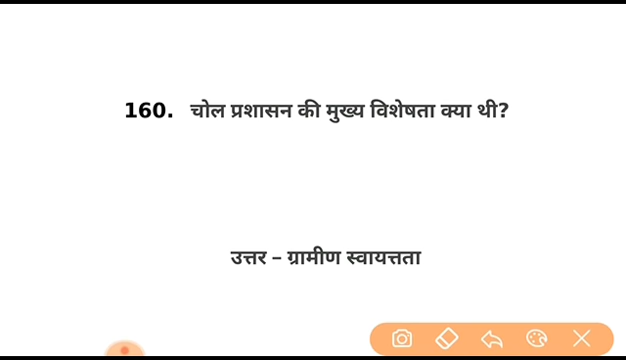 160. चोल प्रशासन की मुख्य विशेषता क्या थी?
उत्तर – ग्रामीण स्वायत्तता